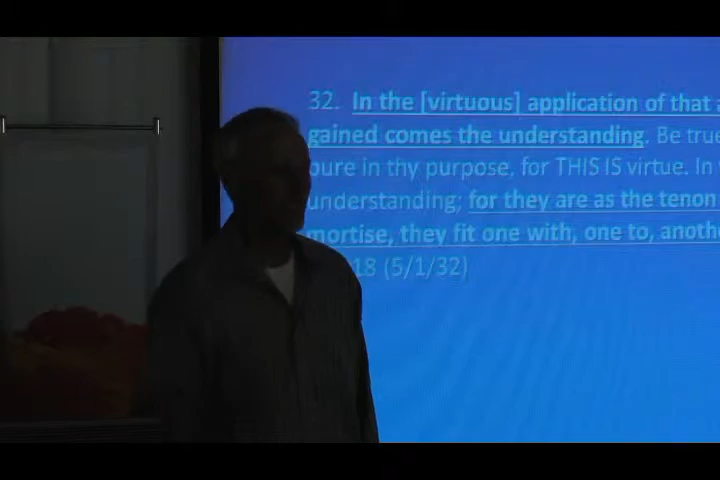 32. In the [virtuous] application of that
gained comes the understanding. Be true
pure in thy purpose, for THIS IS virtue. In
understanding; for they are as the tenon
mortise, they fit one with, one to, anoth
18 (5/1/32)